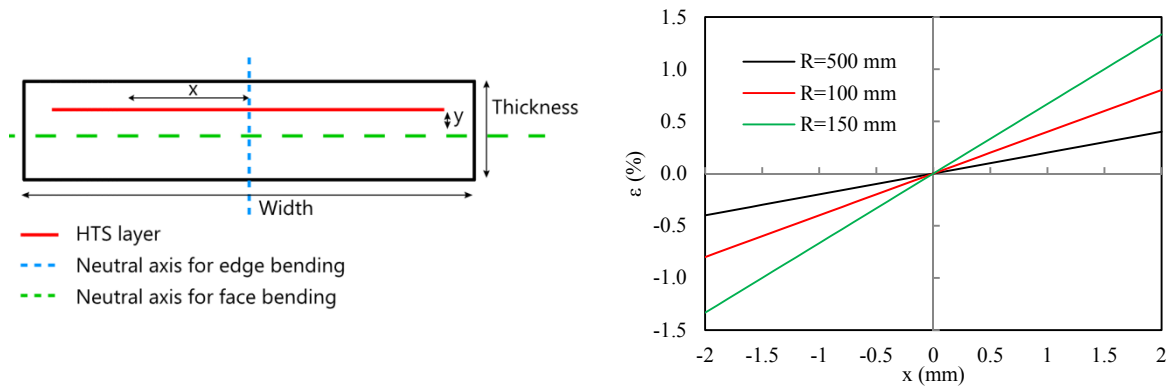 x
y
Thickness
Width
HTS layer
Neutral axis for edge bending
Neutral axis for face bending
1.5
1.0
0.5
0.0
-0.5
-1.0
-1.5
ε (%)
R=500 mm
R=100 mm
R=150 mm
-2 -1.5 -1 -0.5 0 0.5 1 1.5 2
x (mm)